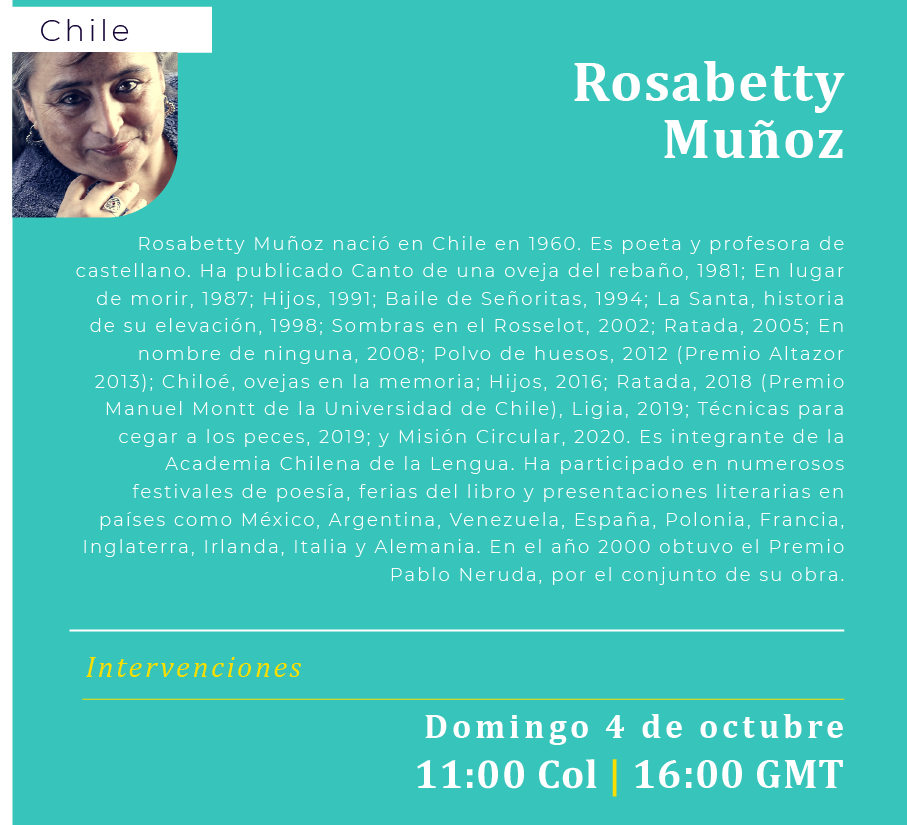 Chile
Rosabetty
Muñoz
Rosabetty Muñoz nació en Chile en 1960. Es poeta y profesora de
castellano. Ha publicado Canto de una oveja del rebaño, 1981; En lugar
de morir, 1987; Hijos, 1991; Baile de Señoritas, 1994; La Santa, historia
de su elevación, 1998; Sombras en el Rosselot, 2002; Ratada, 2005; En
nombre de ninguna, 2008; Polvo de huesos, 2012 (Premio Altazor
2013); Chiloé, ovejas en la memoria; Hijos, 2016; Ratada, 2018 (Premio
Manuel Montt de la Universidad de Chile), Ligia, 2019; Técnicas para
cegar a los peces, 2019; y Misión Circular, 2020. Es integrante de la
Academia Chilena de la Lengua. Ha participado en numerosos
festivales de poesía, ferias del libro y presentaciones literarias en
países como México, Argentina, Venezuela, España, Polonia, Francia,
Inglaterra, Irlanda, Italia y Alemania. En el año 2000 obtuvo el Premio
Pablo Neruda, por el conjunto de su obra.
Intervenciones
Domingo 4 de octubre
11:00 Col | 16:00 GMT